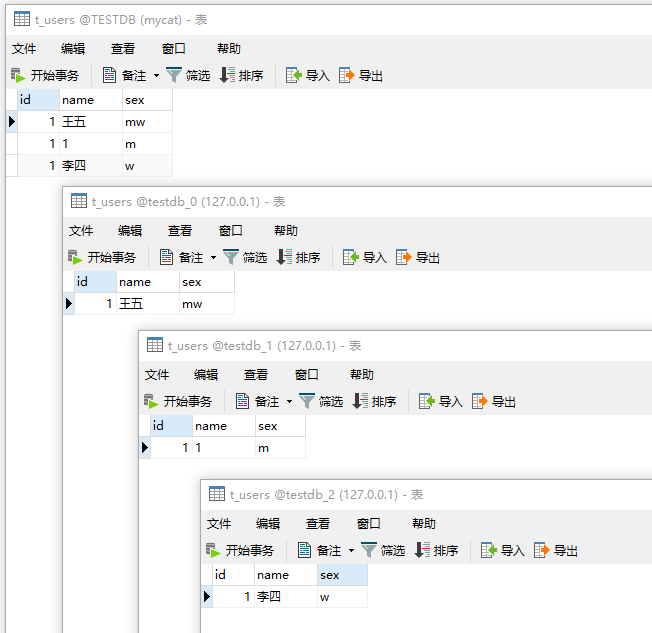 t_users @TESTDB (mycat) - 表
文件 编辑 查看 窗口 帮助
开始事务 备注 筛选 排序 导入 导出
id name sex
1 王五 mw
1 1 m
1 李四 w
t_users @testdb_0 (127.0.0.1) - 表
文件 编辑 查看 窗口 帮助
开始事务 备注 筛选 排序 导入 导出
id name sex
1 王五 mw
t_users @testdb_1 (127.0.0.1) - 表
文件 编辑 查看 窗口 帮助
开始事务 备注 筛选 排序 导入 导出
id name sex
1 1 m
t_users @testdb_2 (127.0.0.1) - 表
文件 编辑 查看 窗口 帮助
开始事务 备注 筛选 排序 导入 导出
id name sex
1 李四 w